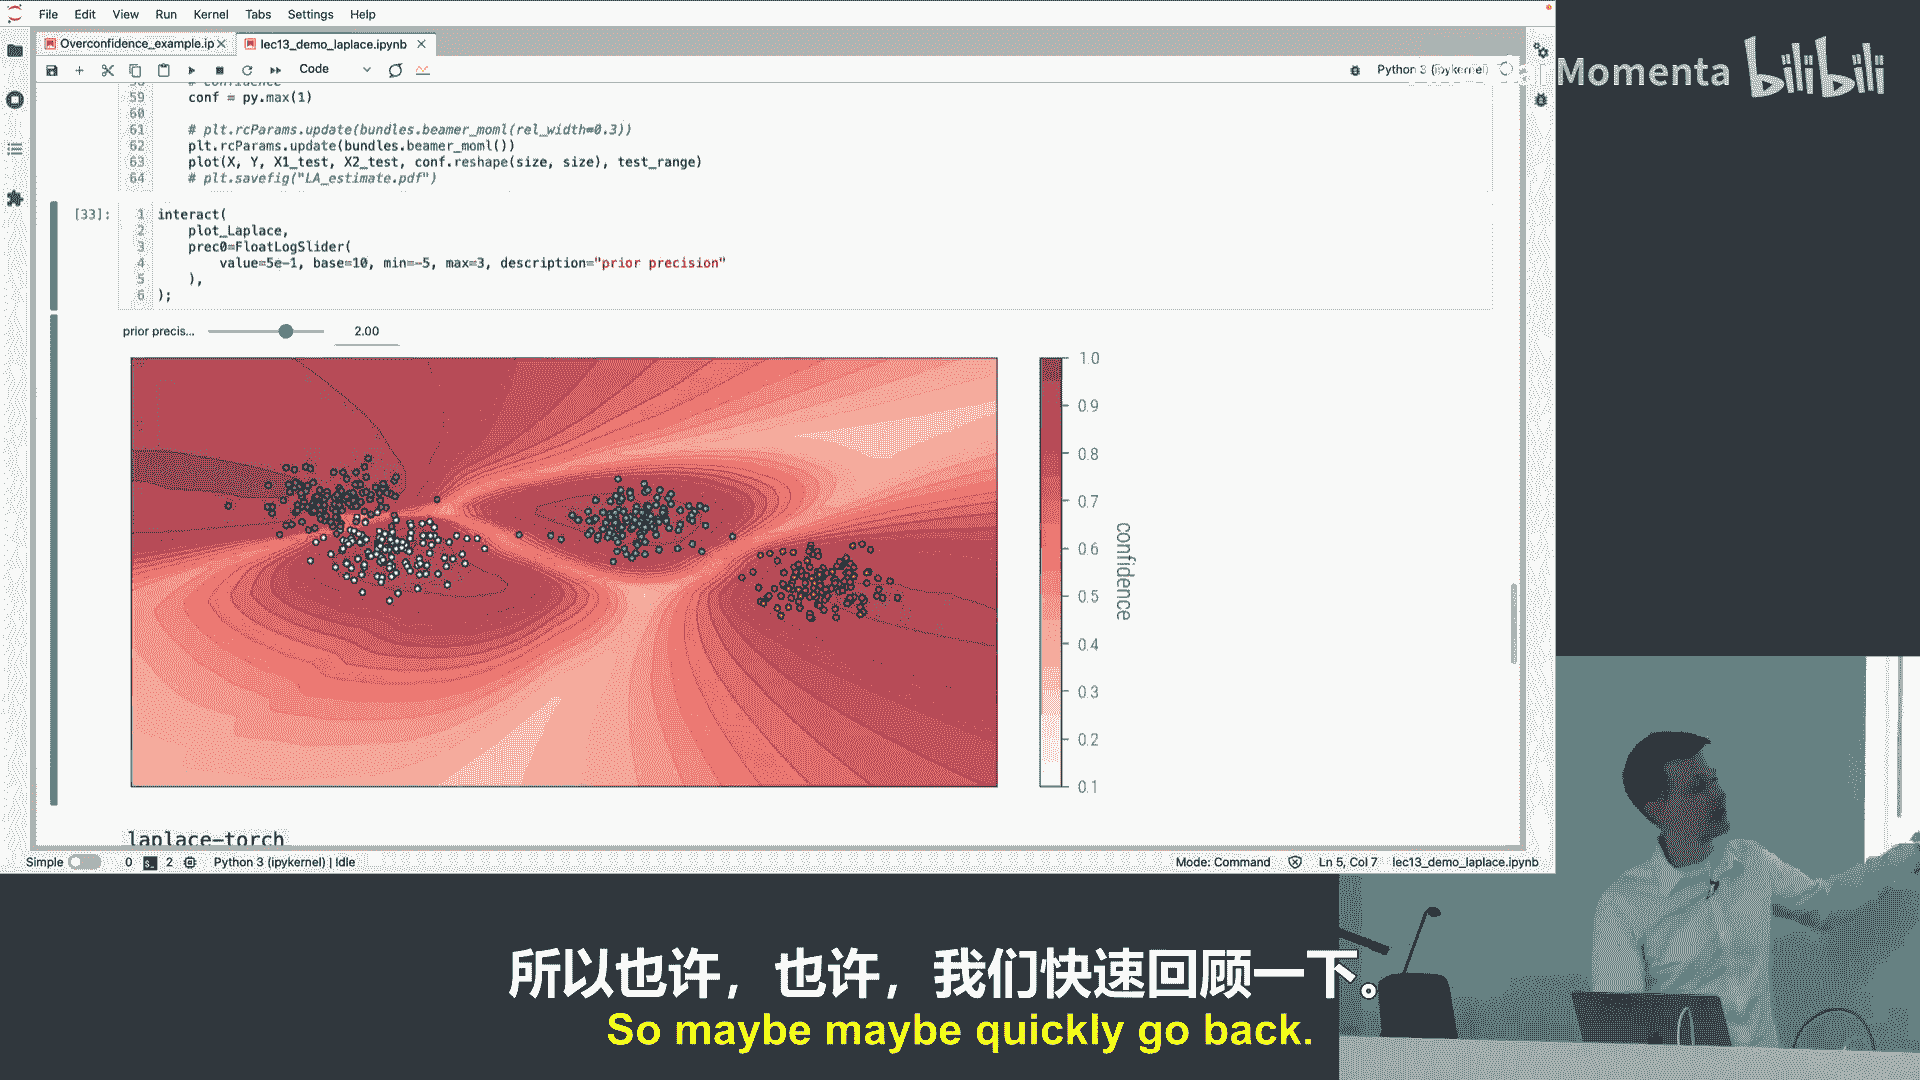 File Edit View Run Kernel Tabs Settings Help
Overconfidence_example.ip
lec13_demo_laplace.ipynb
Code
Python 3 (ipykernel)
Momenta bilibili
59 conf = py.max(1)
60
61 # plt.rcParams.update(bundles.beamer_moml(rel_width=0.3))
62 plt.rcParams.update(bundles.beamer_moml())
63 plot(X, Y, X1_test, X2_test, conf.reshape(size, size), test_range)
64 # plt.savefig("LA_estimate.pdf")
[33]: 1 interact(
2 plot_Laplace,
3 prec0=FloatLogSlider(
4 value=5e-1, base=10, min=-5, max=3, description="prior precision"
5 ),
6 );
prior precis... 2.00
1.0
0.9
0.8
0.7
0.6
0.5
0.4
0.3
0.2
0.1
confidence
laplace-torch
Simple 0 2 Python 3 (ipykernel) | Idle Mode: Command Ln 5, Col 7 lec13_demo_laplace.ipynb
所以也许，也许，我们快速回顾一下。
So maybe maybe quickly go back.